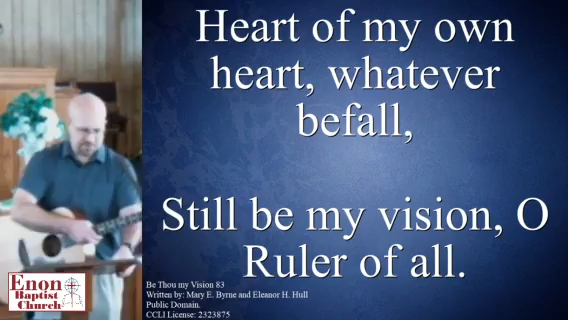 Heart of my own
heart, whatever
befall,
Still be my vision, O
Ruler of all.
Be Thou my Vision 83
Written by: Mary E. Byrne and Eleanor H. Hull
Public Domain.
CCLI License: 2323875
Enon
Baptist
Church